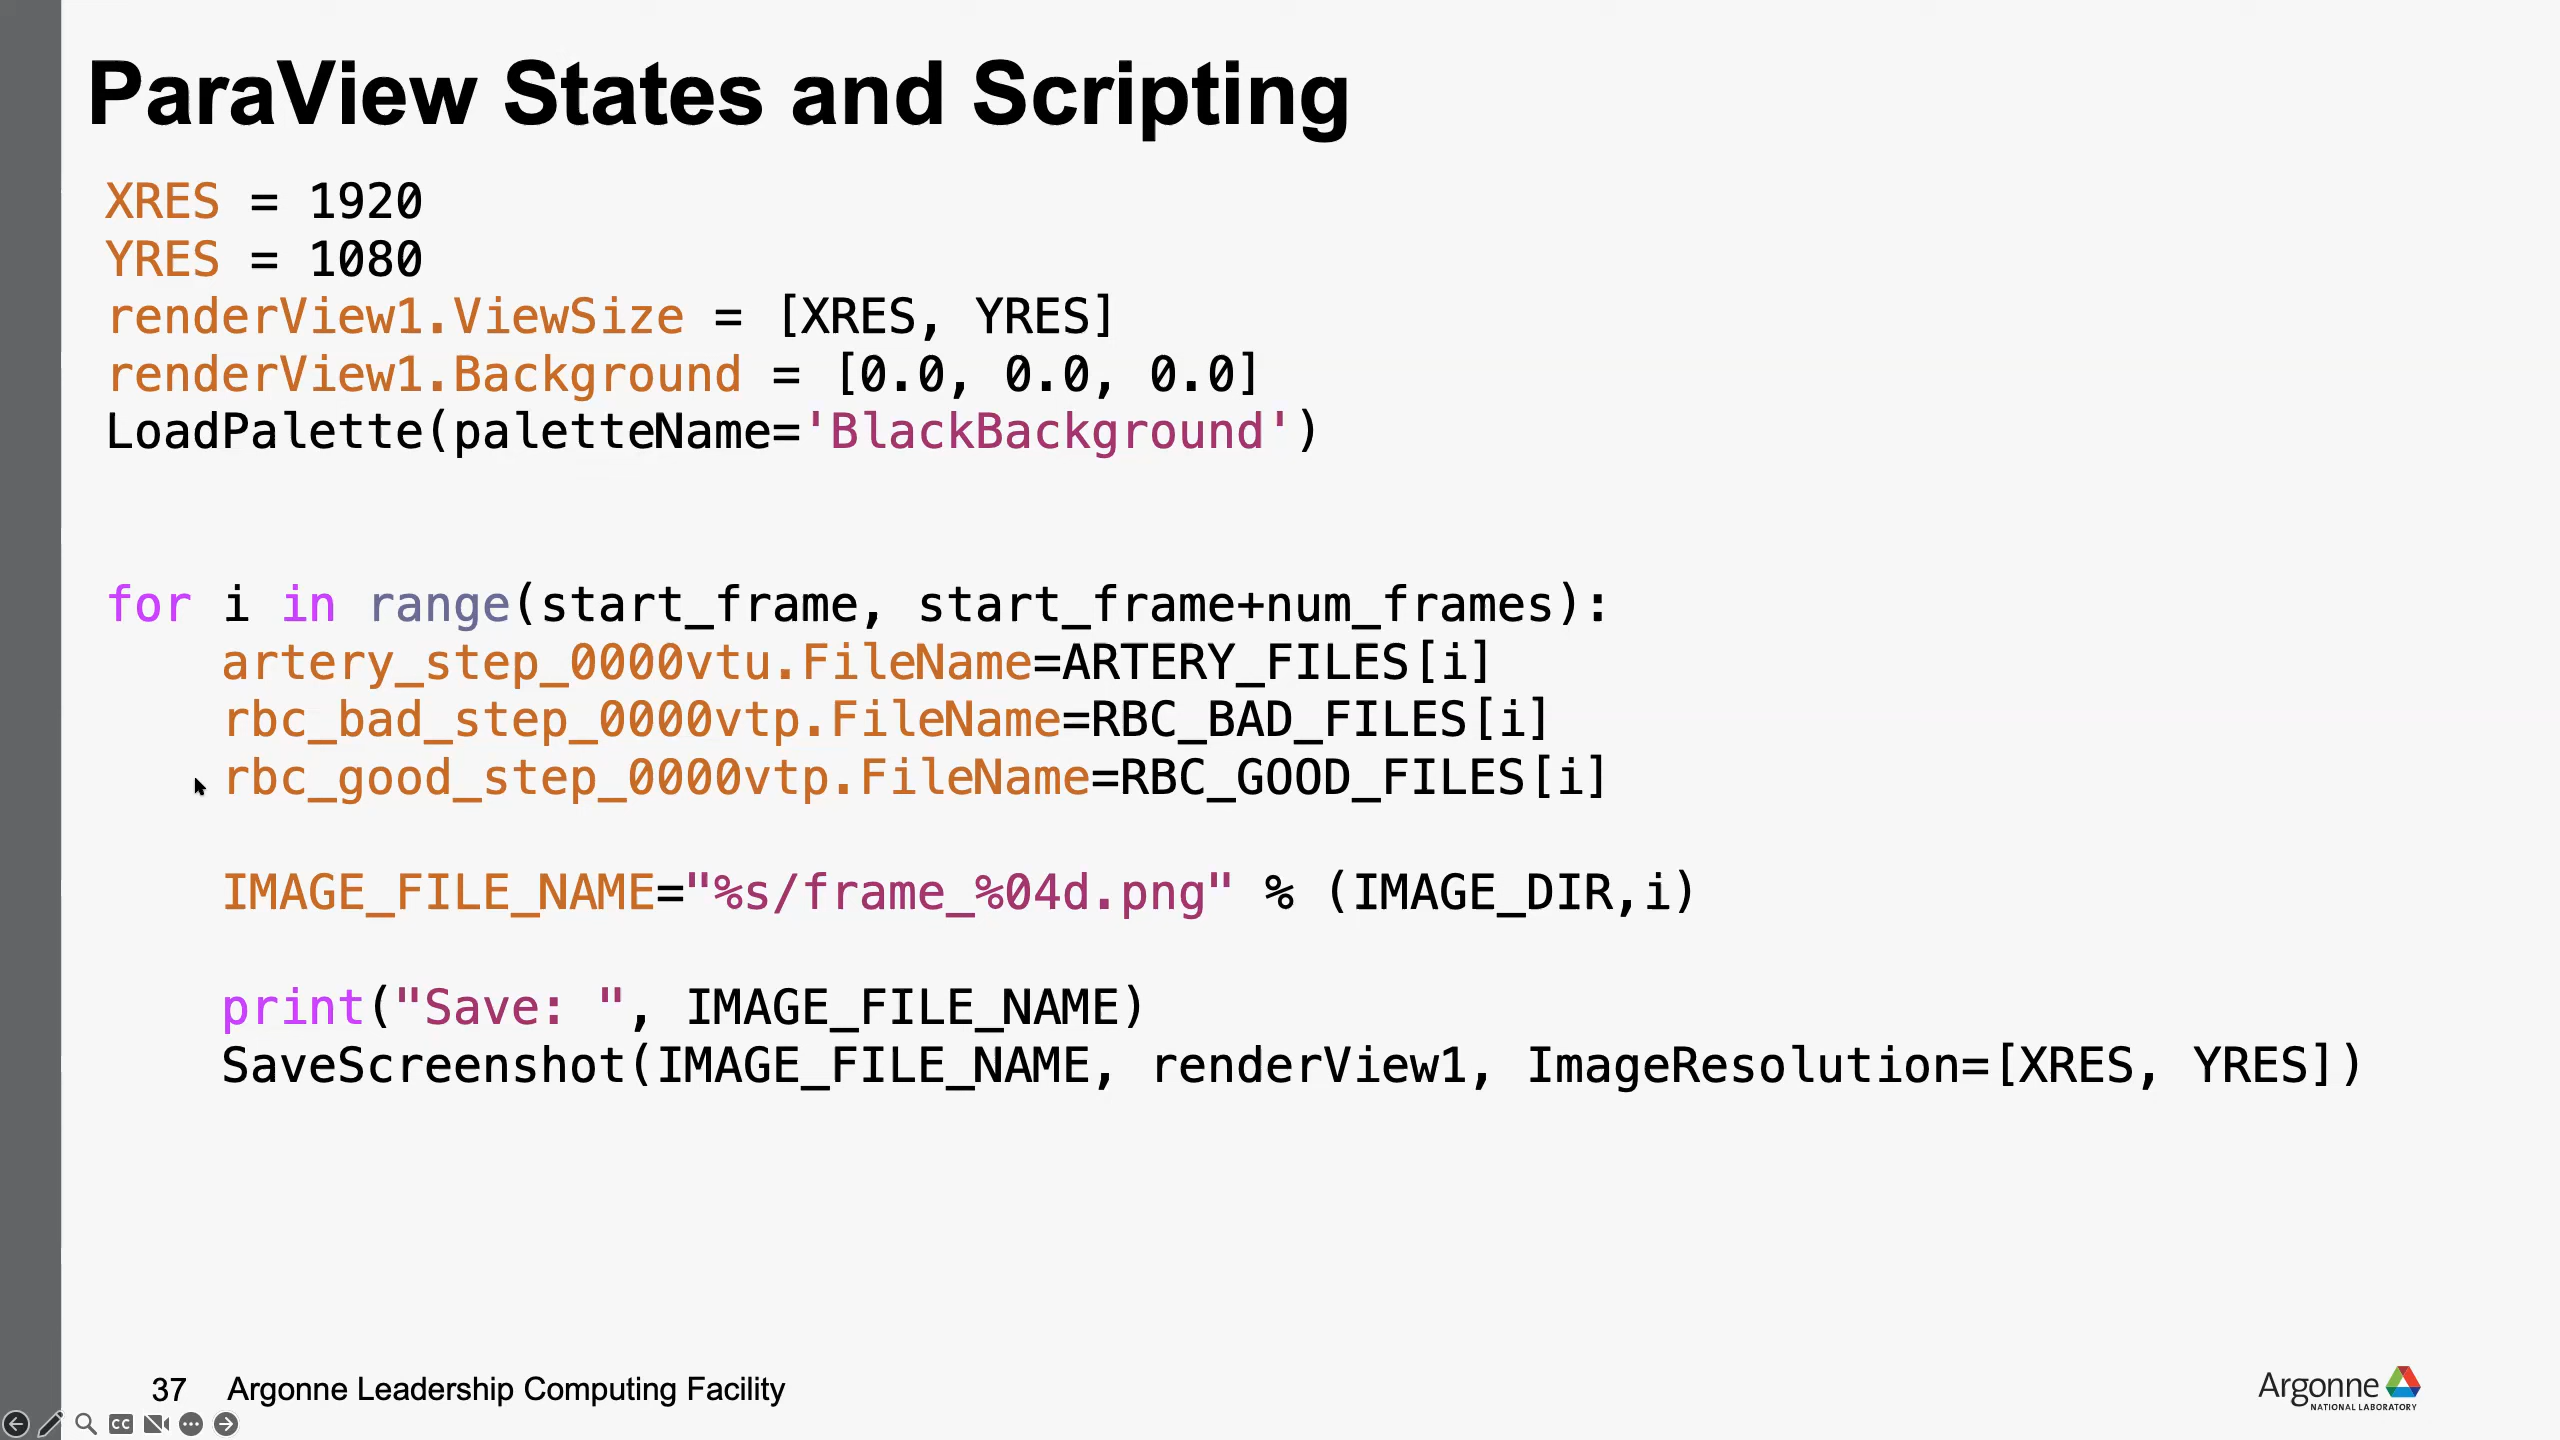 ParaView States and Scripting
XRES = 1920
YRES = 1080
renderView1.ViewSize = [XRES, YRES]
renderView1.Background = [0.0, 0.0, 0.0]
LoadPalette(paletteName='BlackBackground')
for i in range(start_frame, start_frame+num_frames):
    artery_step_0000vtu.FileName=ARTERY_FILES[i]
    rbc_bad_step_0000vtp.FileName=RBC_BAD_FILES[i]
    rbc_good_step_0000vtp.FileName=RBC_GOOD_FILES[i]
    IMAGE_FILE_NAME="%s/frame_%04d.png" % (IMAGE_DIR,i)
    print("Save: ", IMAGE_FILE_NAME)
    SaveScreenshot(IMAGE_FILE_NAME, renderView1, ImageResolution=[XRES, YRES])
37 Argonne Leadership Computing Facility
Argonne
NATIONAL LABORATORY
CC